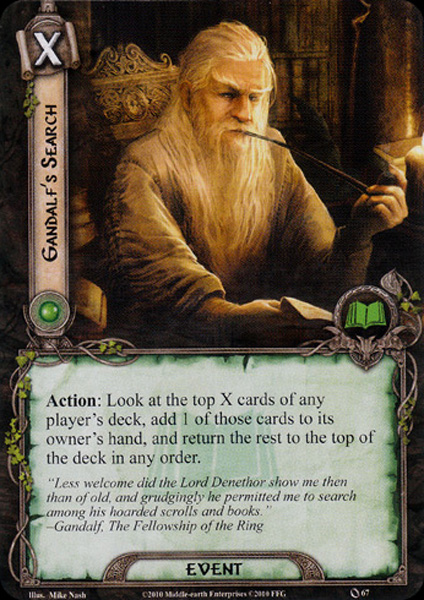 X
Gandalf's Search
Action: Look at the top X cards of any
player's deck, add 1 of those cards to its
owner's hand, and return the rest to the top of
the deck in any order.
“Less welcome did the Lord Denethor show me then
than of old, and grudgingly he permitted me to search
among his hoarded scrolls and books.”
–Gandalf, The Fellowship of the Ring
EVENT
Illus. Mike Nash
©2010 Middle-earth Enterprises ©2010 FFG
67